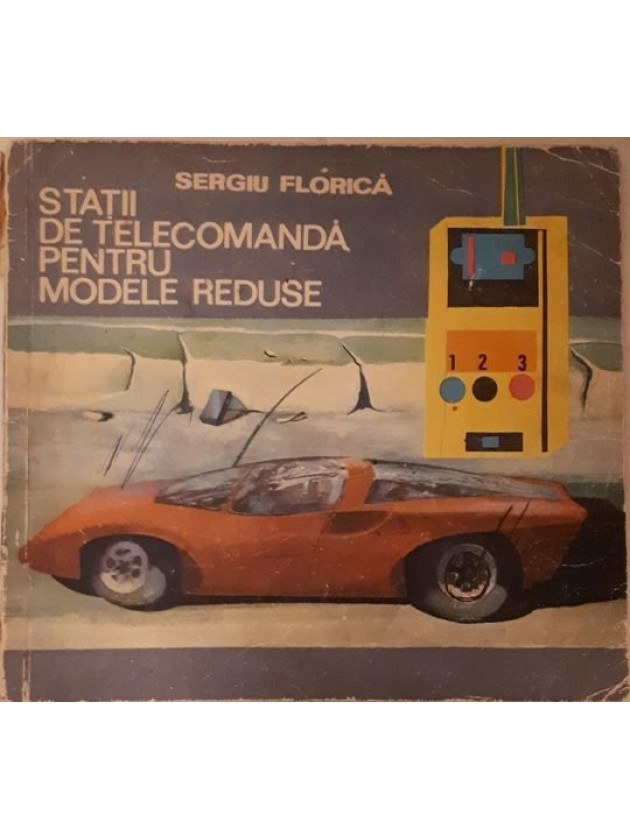 SERGIU FLORICĂ
STAȚII
DE TELECOMANDĂ
PENTRU
MODELE REDUSE
1 2 3